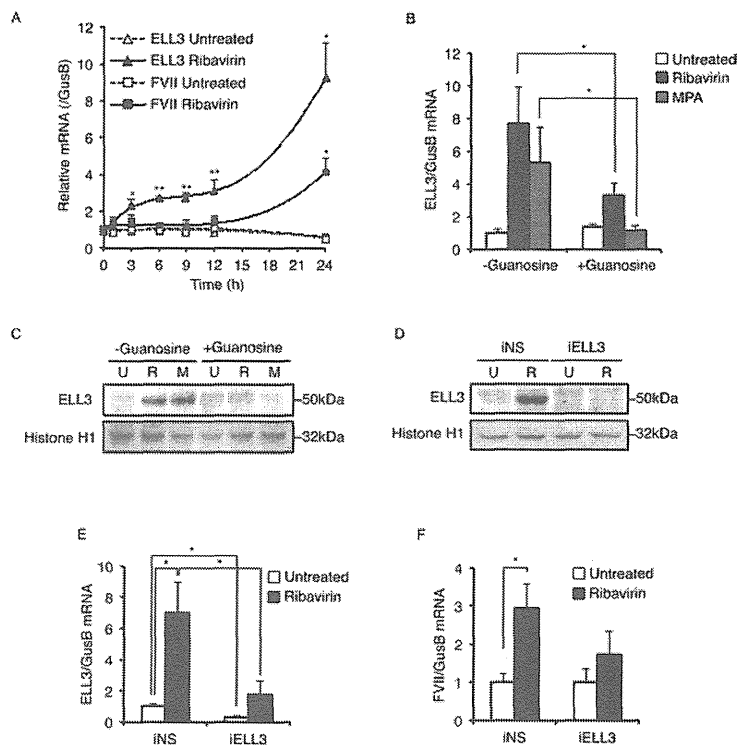 A
Relative mRNA (/GusB)
12
10
8
6
4
2
0
ELL3 Untreated
ELL3 Ribavirin
FVII Untreated
FVII Ribavirin
*
**
**
**
*
*
0 3 6 9 12 15 18 21 24
Time (h)
B
ELL3/GusB mRNA
12
10
8
6
4
2
0
Untreated
Ribavirin
MPA
*
*
-Guanosine +Guanosine
C
-Guanosine +Guanosine
U R M U R M
ELL3 -50kDa
Histone H1 -32kDa
D
iNS iELL3
U R U R
ELL3 -50kDa
Histone H1 -32kDa
E
ELL3/GusB mRNA
10
8
6
4
2
0
Untreated
Ribavirin
*
* *
iNS iELL3
F
FVII/GusB mRNA
4
3
2
1
0
Untreated
Ribavirin
*
iNS iELL3